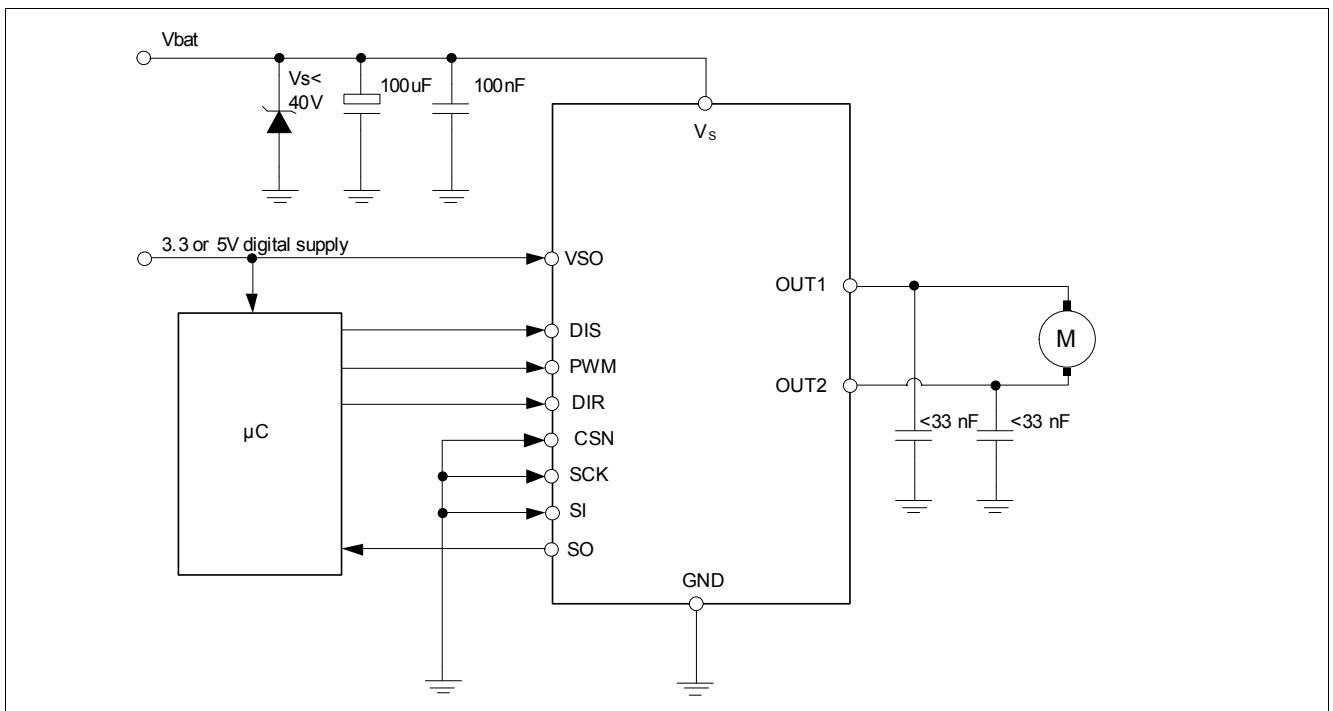 Vbat
Vs<
40V
100uF
100nF
V_S
3.3 or 5V digital supply
VSO
DIS
PWM
DIR
CSN
SCK
SI
SO
µC
GND
OUT1
OUT2
M
<33 nF
<33 nF